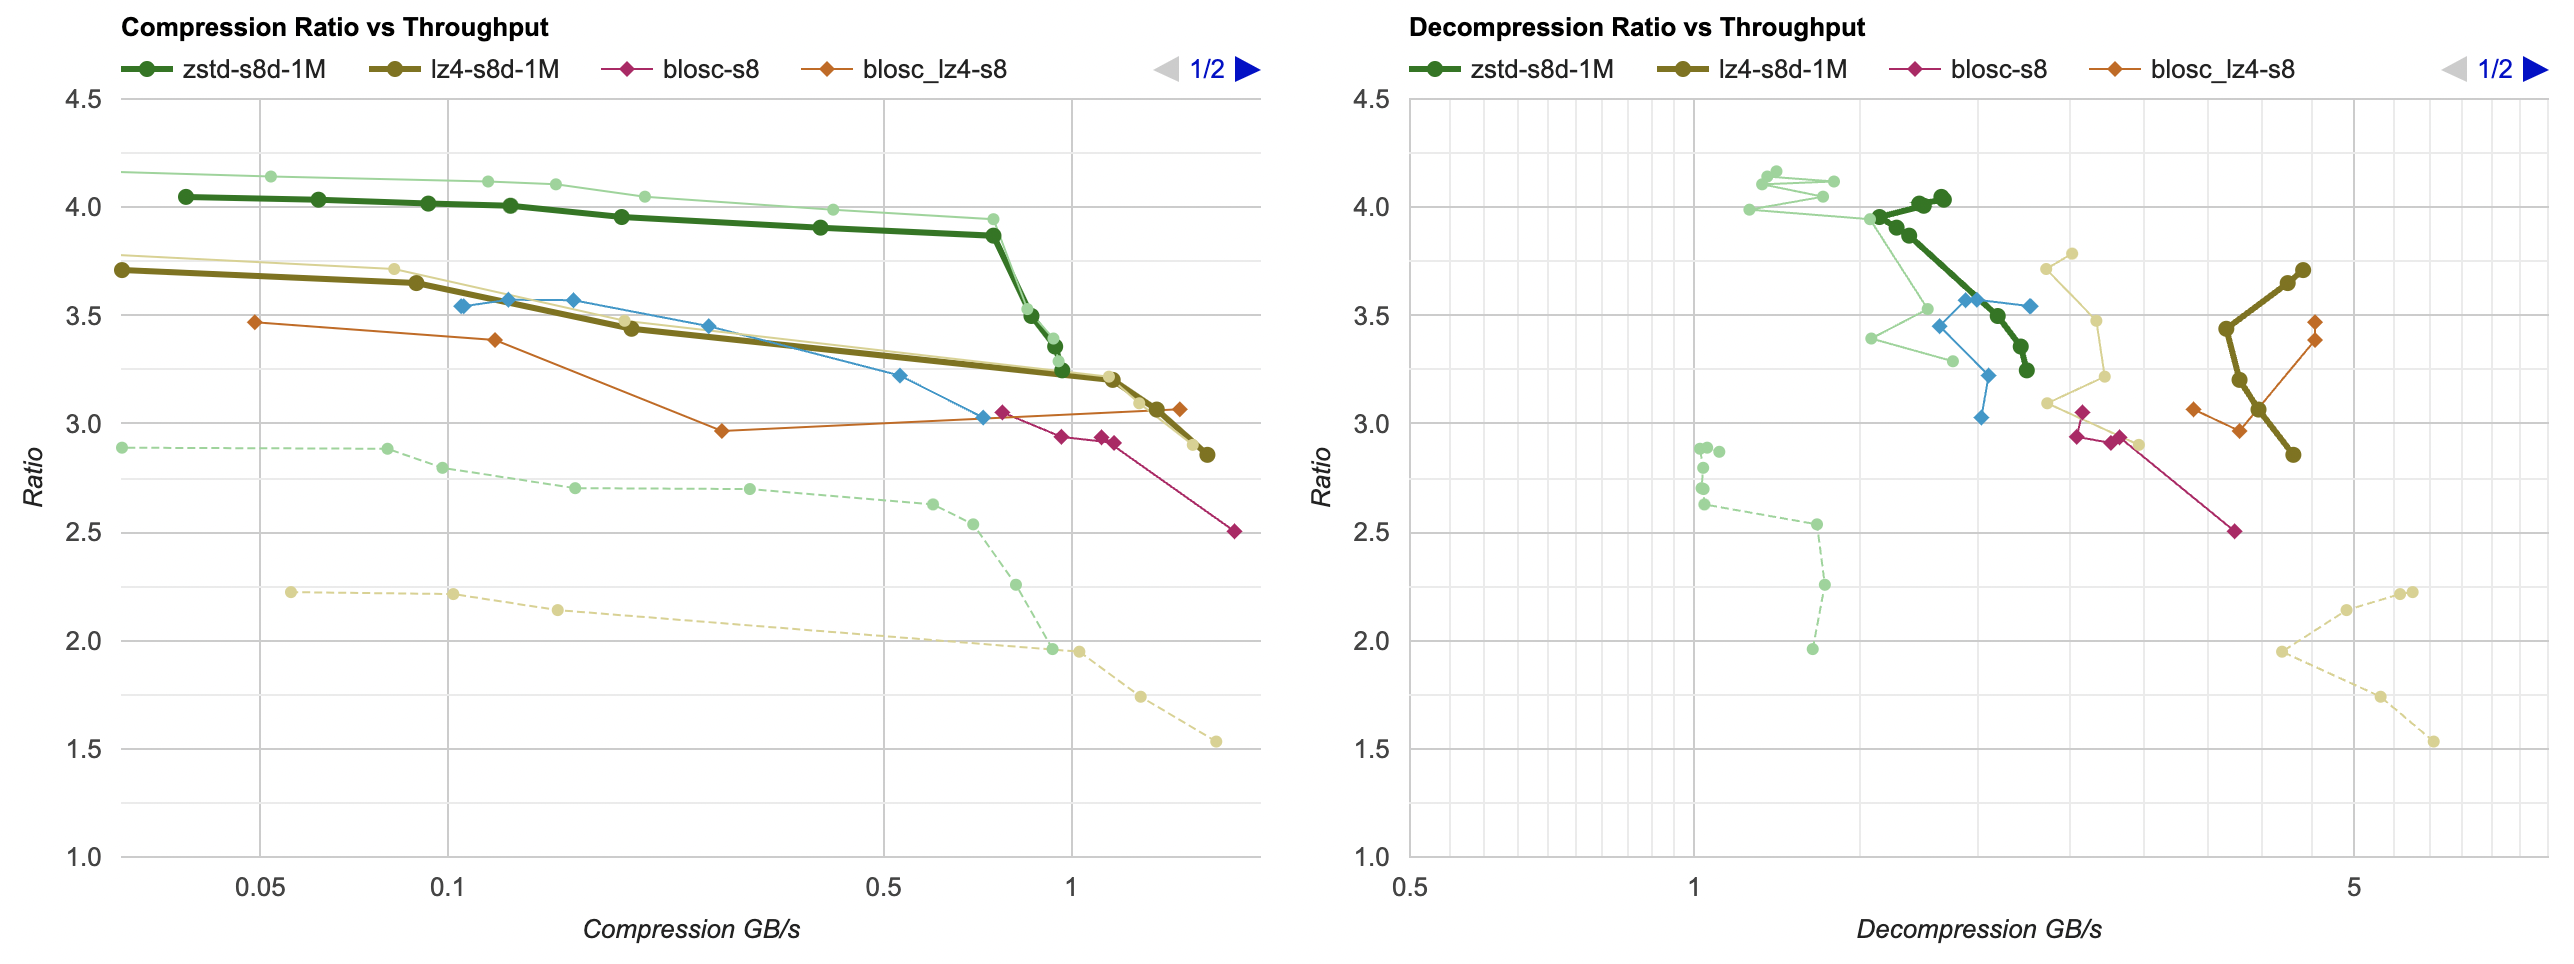 Compression Ratio vs Throughput
zstd-s8d-1M lz4-s8d-1M blosc-s8 blosc_lz4-s8 1/2
4.5
4.0
3.5
3.0
2.5
2.0
1.5
1.0
Ratio
0.05 0.1 0.5 1
Compression GB/s
Decompression Ratio vs Throughput
zstd-s8d-1M lz4-s8d-1M blosc-s8 blosc_lz4-s8 1/2
4.5
4.0
3.5
3.0
2.5
2.0
1.5
1.0
Ratio
0.5 1 5
Decompression GB/s